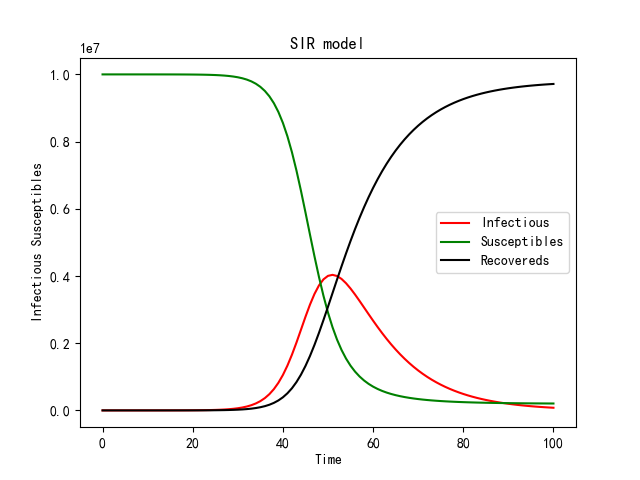 SIR model
1e7
1.0
0.8
0.6
0.4
0.2
0.0
Infectious Susceptibles
Infectious
Susceptibles
Recovereds
0 20 40 60 80 100
Time